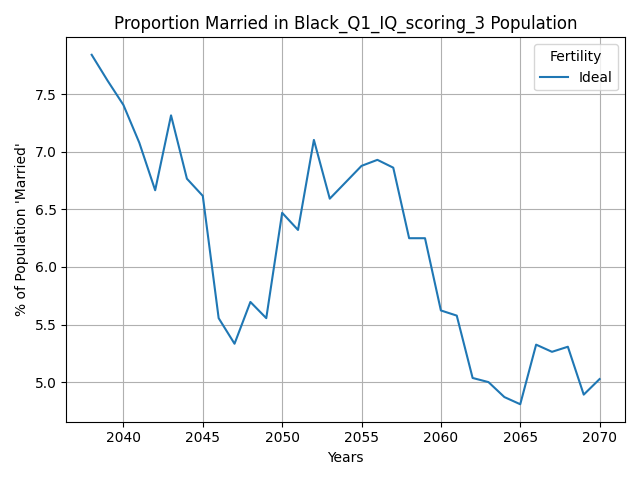 Proportion Married in Black_Q1_IQ_scoring_3 Population
% of Population 'Married'
7.5
7.0
6.5
6.0
5.5
5.0
Fertility
Ideal
2040
2045
2050
2055
2060
2065
2070
Years